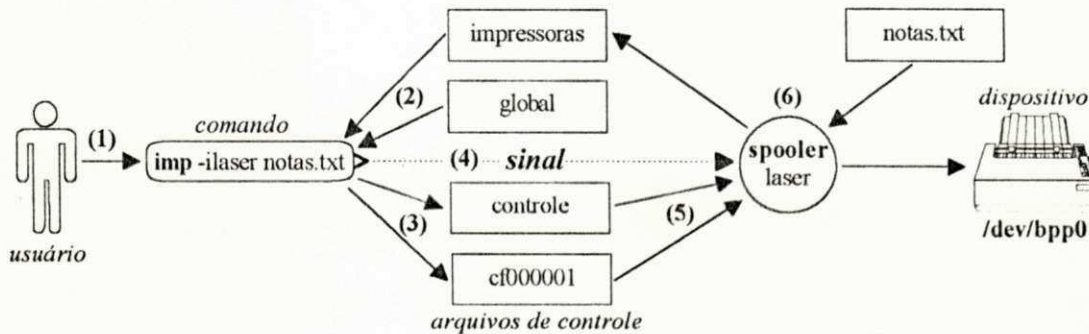 impressoras
notas.txt
(2)
global
(6)
dispositivo
(1)
comando
imp -ilaser notas.txt
(4)
sinal
spooler
laser
controle
(5)
(3)
/dev/bpp0
usuário
cf000001
arquivos de controle